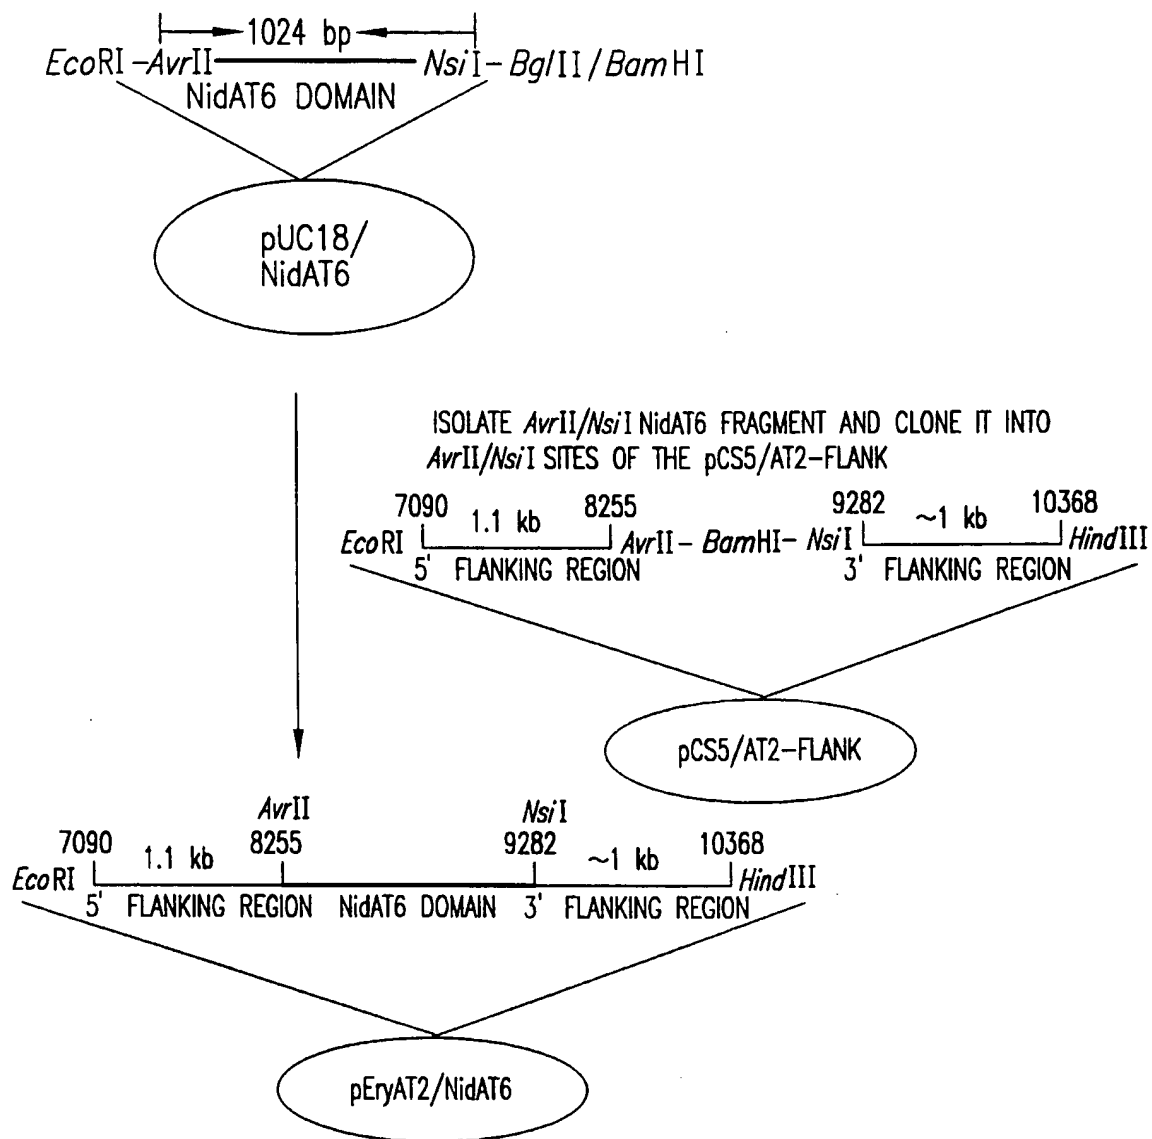 1024 bp
EcoRI-AvrII NsiI-BglII/BamHI
NidAT6 DOMAIN
pUC18/
NidAT6
ISOLATE AvrII/NsiI NidAT6 FRAGMENT AND CLONE IT INTO
AvrII/NsiI SITES OF THE pCS5/AT2-FLANK
7090 1.1 kb 8255 9282 ~1 kb 10368
EcoRI AvrII-BamHI-NsiI HindIII
5' FLANKING REGION 3' FLANKING REGION
pCS5/AT2-FLANK
AvrII NsiI
7090 1.1 kb 8255 9282 ~1 kb 10368
EcoRI HindIII
5' FLANKING REGION NidAT6 DOMAIN 3' FLANKING REGION
pEryAT2/NidAT6